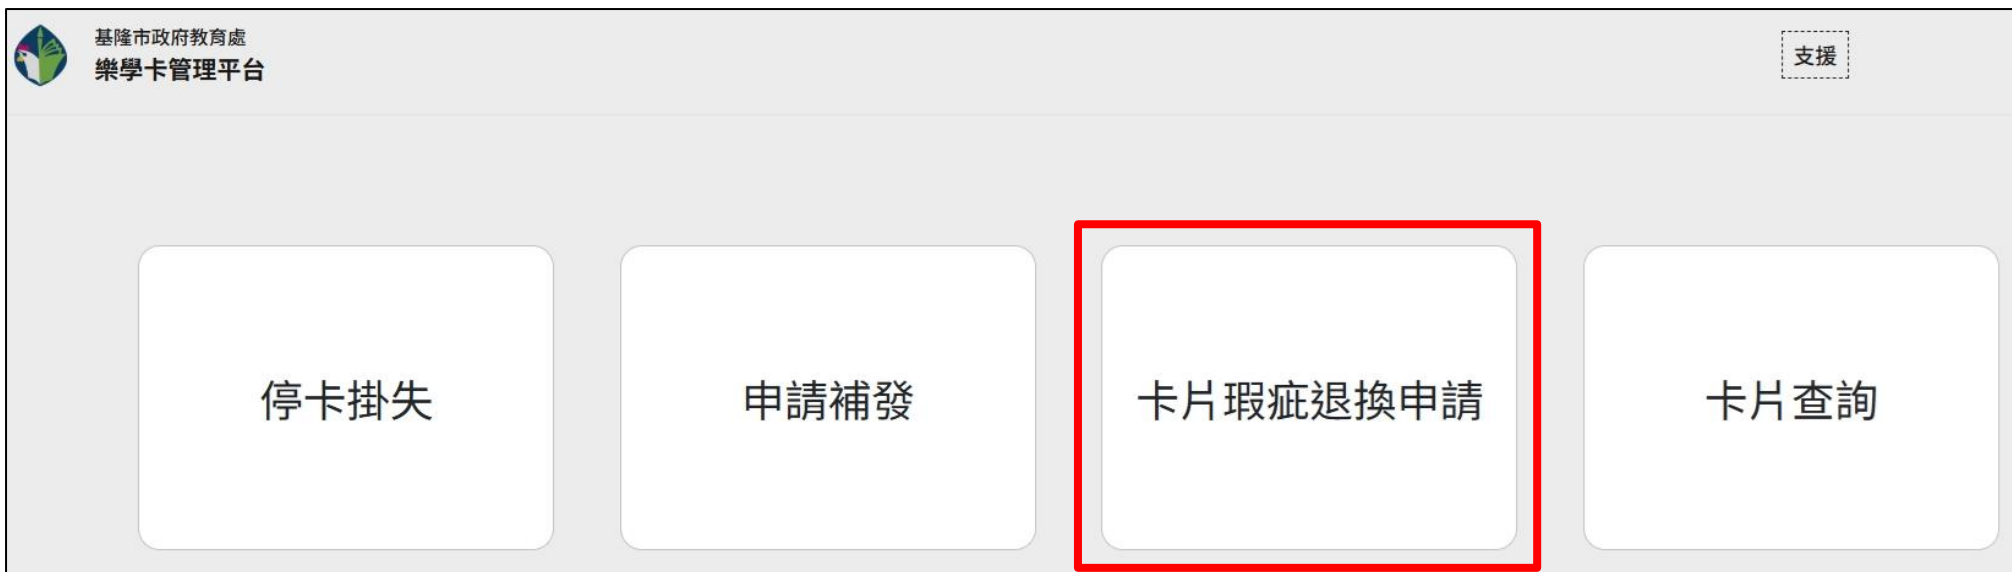 基隆市政府教育處
樂學卡管理平台
支援
停卡掛失
申請補發
卡片瑕疵退換申請
卡片查詢